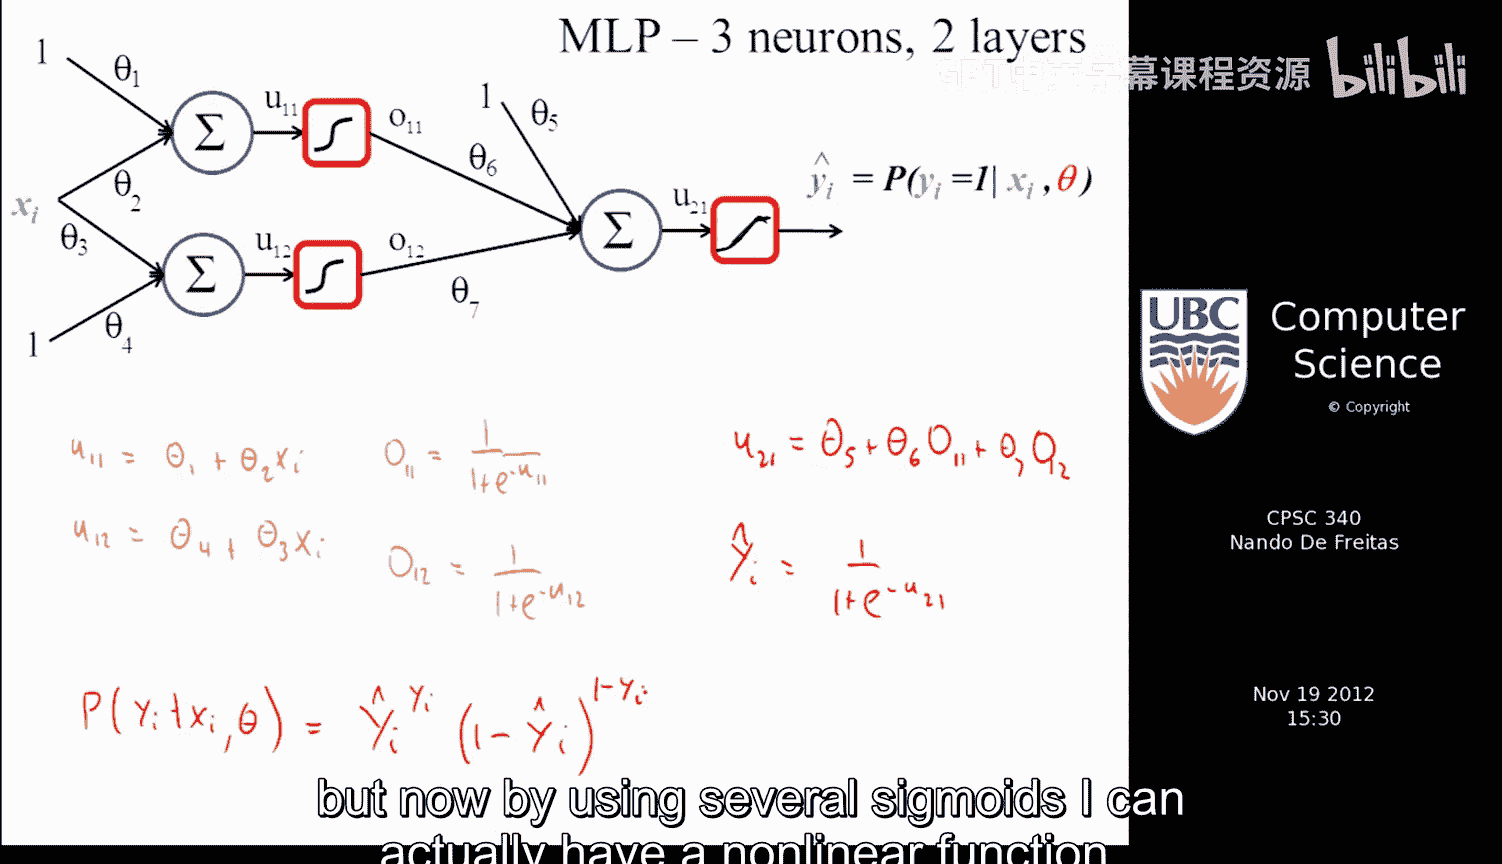 MLP – 3 neurons, 2 layers
bilibili
1
θ₁
Σ
u₁₁
o₁₁
1
θ₅
θ₆
xᵢ
θ₂
θ₃
Σ
u₁₂
o₁₂
θ₇
1
θ₄
Σ
u₂₁
ŷᵢ = P(yᵢ =1| xᵢ , θ)
u₁₁ = θ₁ + θ₂xᵢ
O₁₁ = 1/(1+e^-u₁₁)
u₂₁ = θ₅ + θ₆O₁₁ + θ₇O₁₂
u₁₂ = θ₄ + θ₃xᵢ
O₁₂ = 1/(1+e^-u₁₂)
ŷᵢ = 1/(1+e^-u₂₁)
P(yᵢ|xᵢ,θ) = ŷᵢ^yᵢ (1-ŷᵢ)^1-yᵢ
UBC
Computer
Science
© Copyright
CPSC 340
Nando De Freitas
Nov 19 2012
15:30
but now by using several sigmoids I can
actually have a nonlinear function